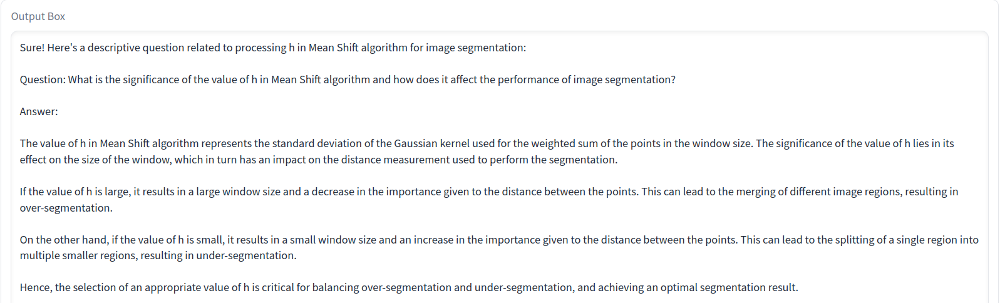 Output Box
Sure! Here's a descriptive question related to processing h in Mean Shift algorithm for image segmentation:
Question: What is the significance of the value of h in Mean Shift algorithm and how does it affect the performance of image segmentation?
Answer:
The value of h in Mean Shift algorithm represents the standard deviation of the Gaussian kernel used for the weighted sum of the points in the window size. The significance of the value of h lies in its
effect on the size of the window, which in turn has an impact on the distance measurement used to perform the segmentation.
If the value of h is large, it results in a large window size and a decrease in the importance given to the distance between the points. This can lead to the merging of different image regions, resulting in
over-segmentation.
On the other hand, if the value of h is small, it results in a small window size and an increase in the importance given to the distance between the points. This can lead to the splitting of a single region into
multiple smaller regions, resulting in under-segmentation.
Hence, the selection of an appropriate value of h is critical for balancing over-segmentation and under-segmentation, and achieving an optimal segmentation result.